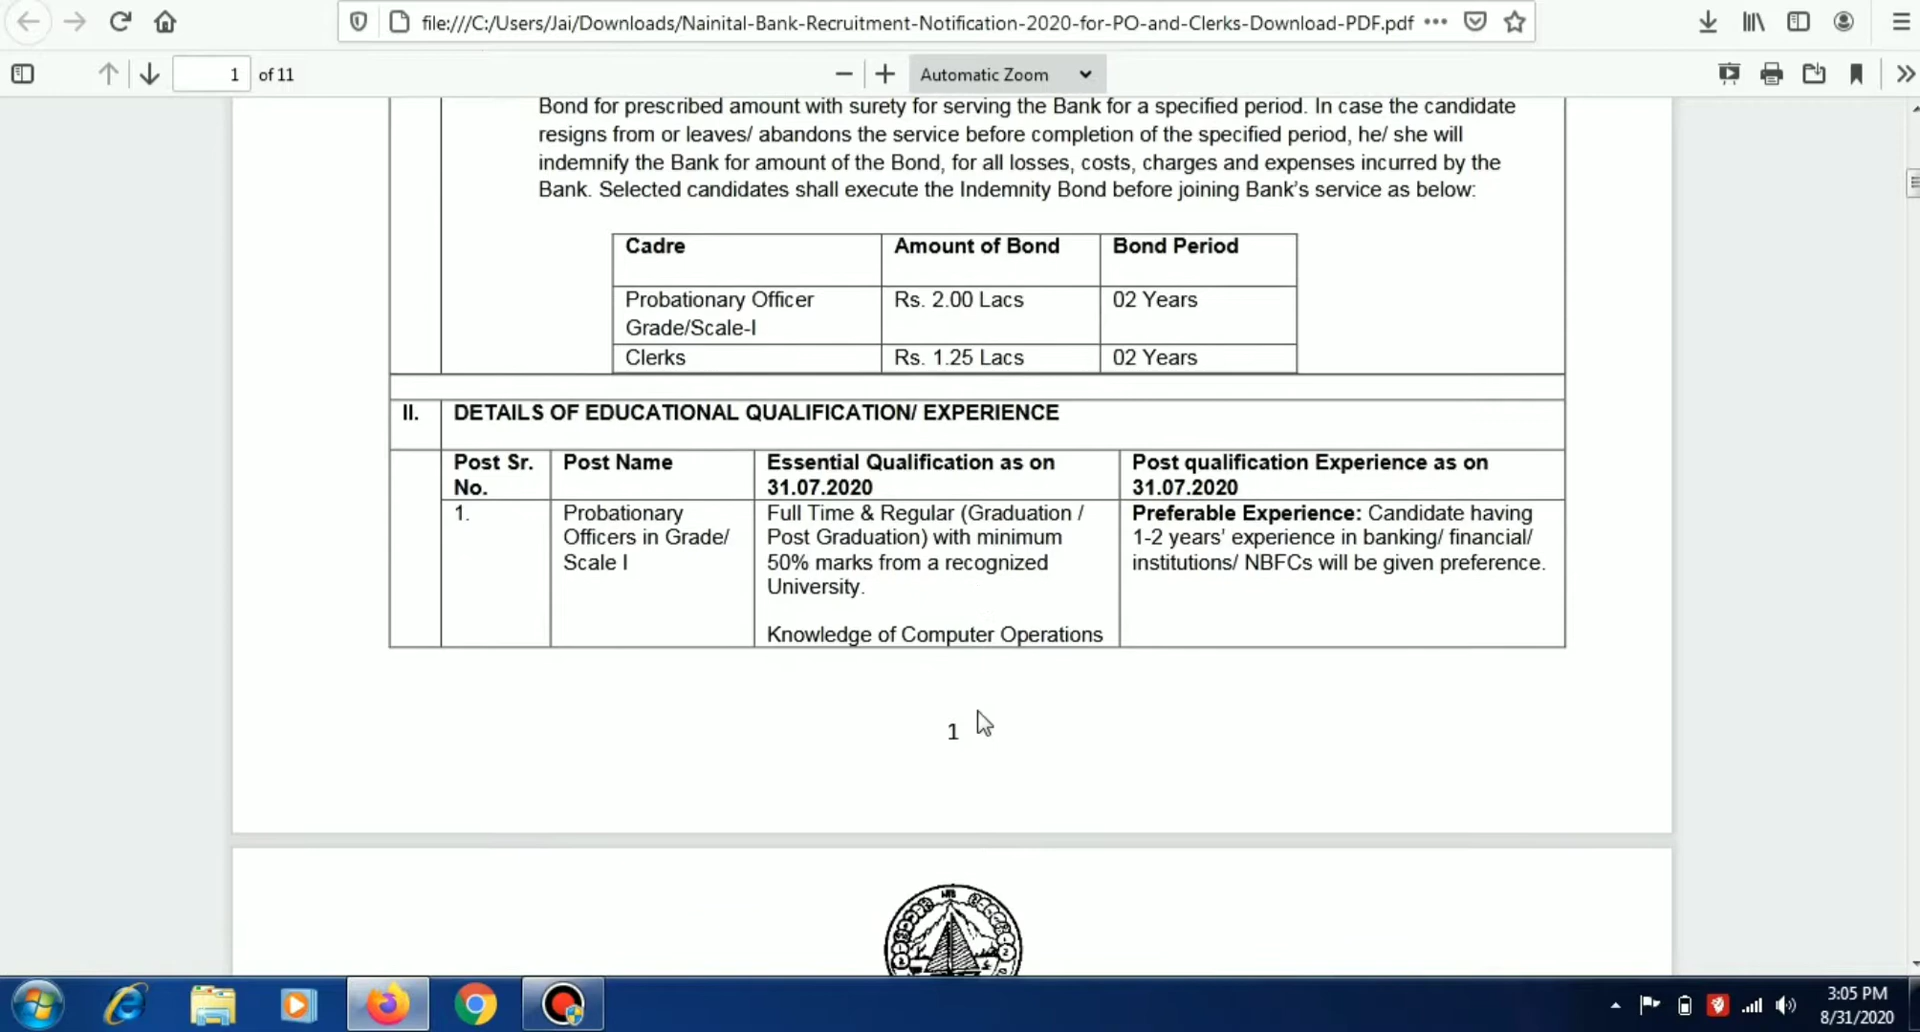 file:///C:/Users/Jai/Downloads/Nainital-Bank-Recruitment-Notification-2020-for-PO-and-Clerks-Download-PDF.pdf
1 of 11
Automatic Zoom
Bond for prescribed amount with surety for serving the Bank for a specified period. In case the candidate
resigns from or leaves/ abandons the service before completion of the specified period, he/ she will
indemnify the Bank for amount of the Bond, for all losses, costs, charges and expenses incurred by the
Bank. Selected candidates shall execute the Indemnity Bond before joining Bank's service as below:
Cadre Amount of Bond Bond Period
Probationary Officer Rs. 2.00 Lacs 02 Years
Grade/Scale-I
Clerks Rs. 1.25 Lacs 02 Years
II. DETAILS OF EDUCATIONAL QUALIFICATION/ EXPERIENCE
Post Sr. Post Name Essential Qualification as on Post qualification Experience as on
No. 31.07.2020 31.07.2020
1. Probationary Full Time & Regular (Graduation / Preferable Experience: Candidate having
Officers in Grade/ Post Graduation) with minimum 1-2 years' experience in banking/ financial/
Scale I 50% marks from a recognized institutions/ NBFCs will be given preference.
University.
Knowledge of Computer Operations
1
3:05 PM
8/31/2020